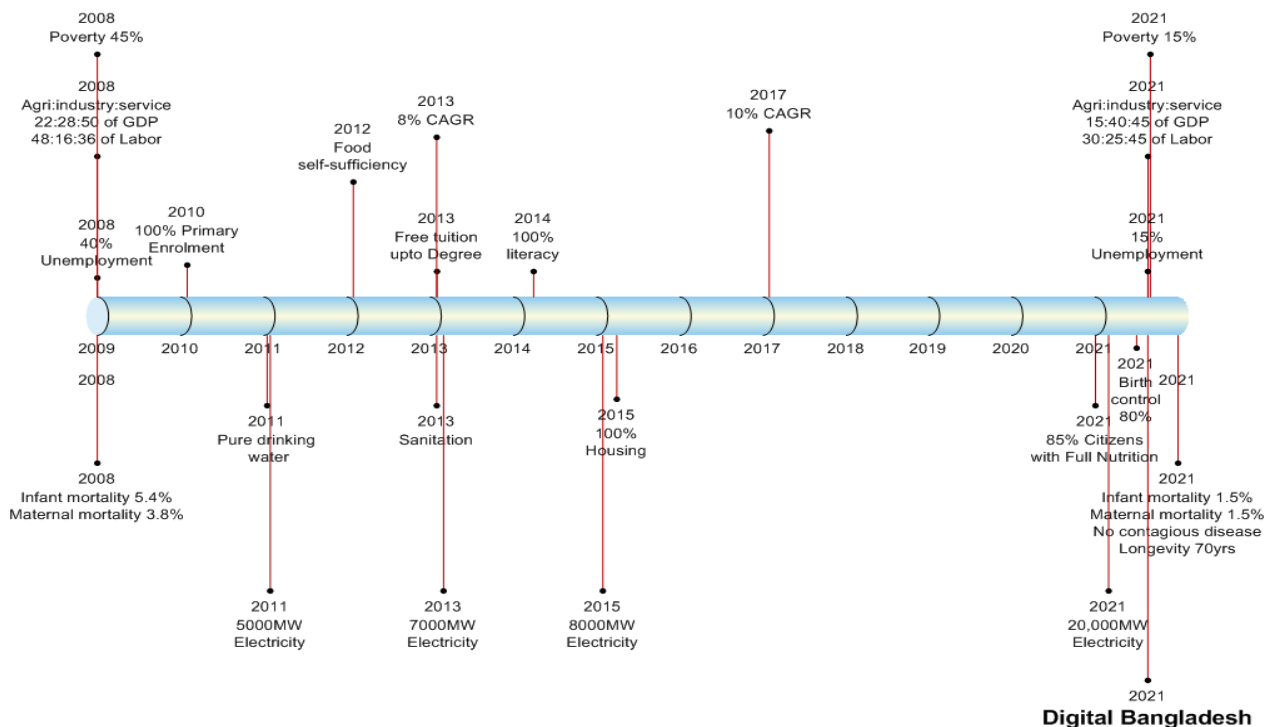 2008
Poverty 45%
2008
Agri:industry:service
22:28:50 of GDP
48:16:36 of Labor
2008
40%
Unemployment
2010
100% Primary
Enrolment
2012
Food
self-sufficiency
2013
8% CAGR
2013
Free tuition
upto Degree
2014
100%
literacy
2017
10% CAGR
2021
Poverty 15%
2021
Agri:industry:service
15:40:45 of GDP
30:25:45 of Labor
2021
15%
Unemployment
2009 2010 2011 2012 2013 2014 2015 2016 2017 2018 2019 2020 2021
2008
2008
Infant mortality 5.4%
Maternal mortality 3.8%
2011
Pure drinking
water
2011
5000MW
Electricity
2013
Sanitation
2013
7000MW
Electricity
2015
100%
Housing
2015
8000MW
Electricity
2021
85% Citizens
with Full Nutrition
2021
Birth
control
80%
2021
2021
Infant mortality 1.5%
Maternal mortality 1.5%
No contagious disease
Longevity 70yrs
2021
20,000MW
Electricity
2021
Digital Bangladesh